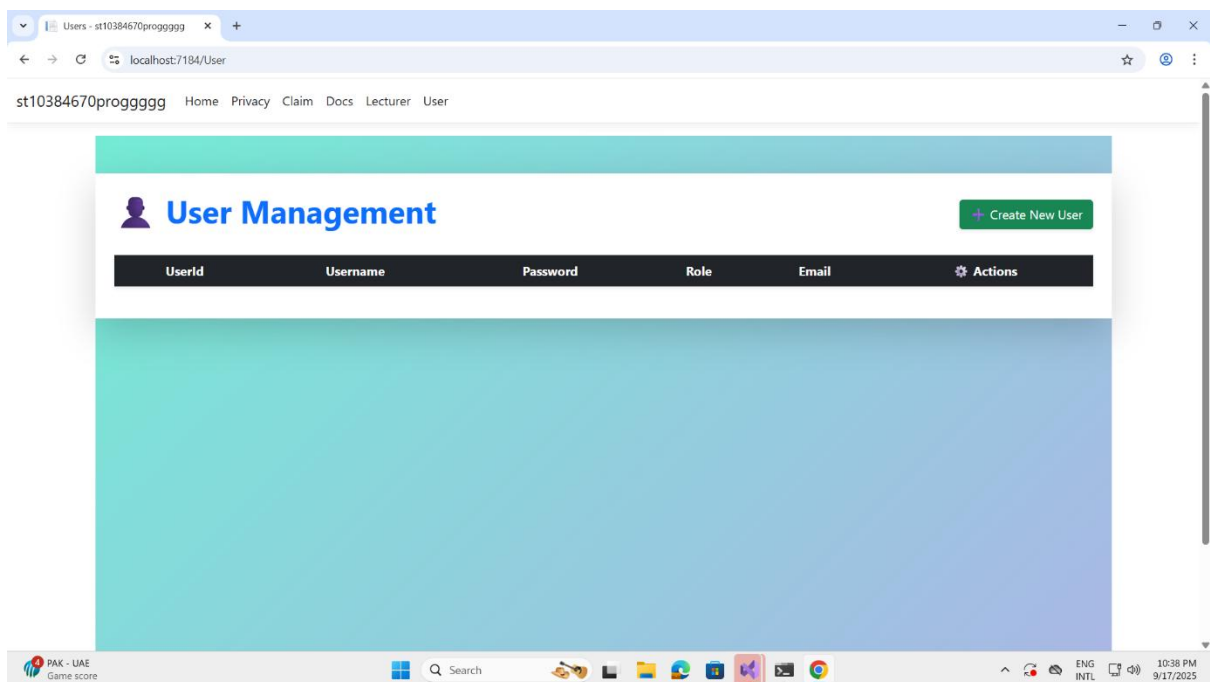 Users - st10384670proggggg
localhost:7184/User
st10384670proggggg Home Privacy Claim Docs Lecturer User
User Management
Create New User
UserId Username Password Role Email Actions
4
PAK - UAE
Game score
Search
ENG
INTL
10:38 PM
9/17/2025